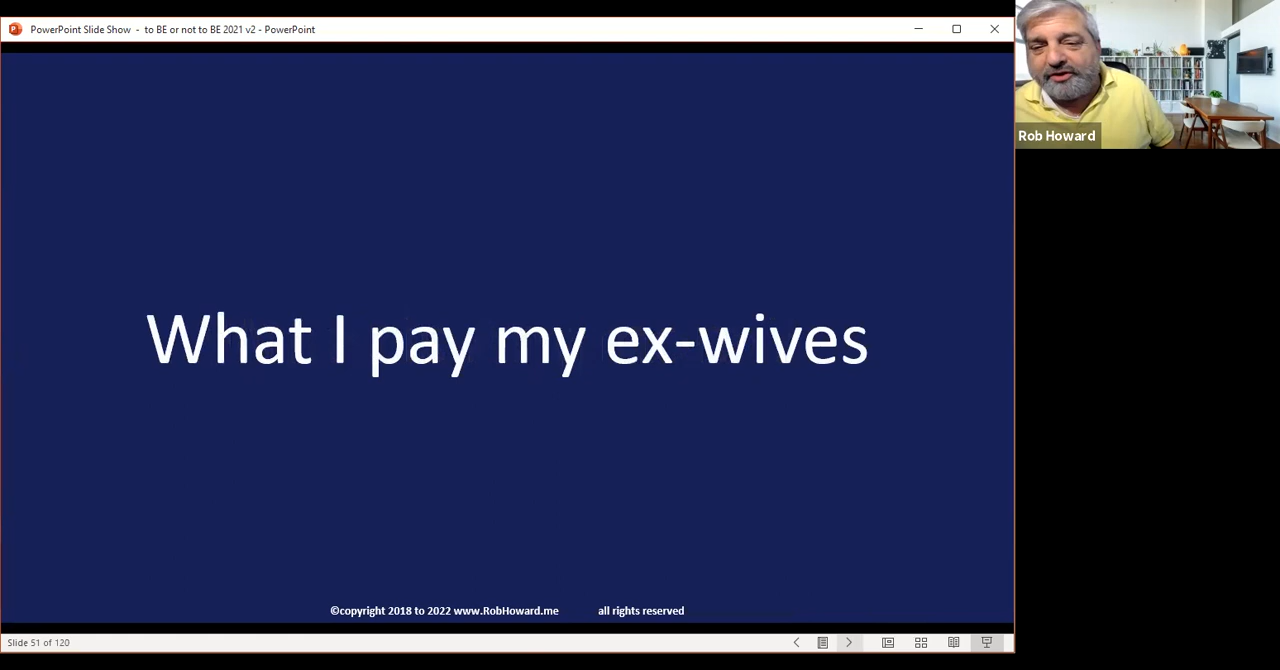 PowerPoint Slide Show - to BE or not to BE 2021 v2 - PowerPoint
Rob Howard
What I pay my ex-wives
©copyright 2018 to 2022 www.RobHoward.me all rights reserved
Slide 51 of 120